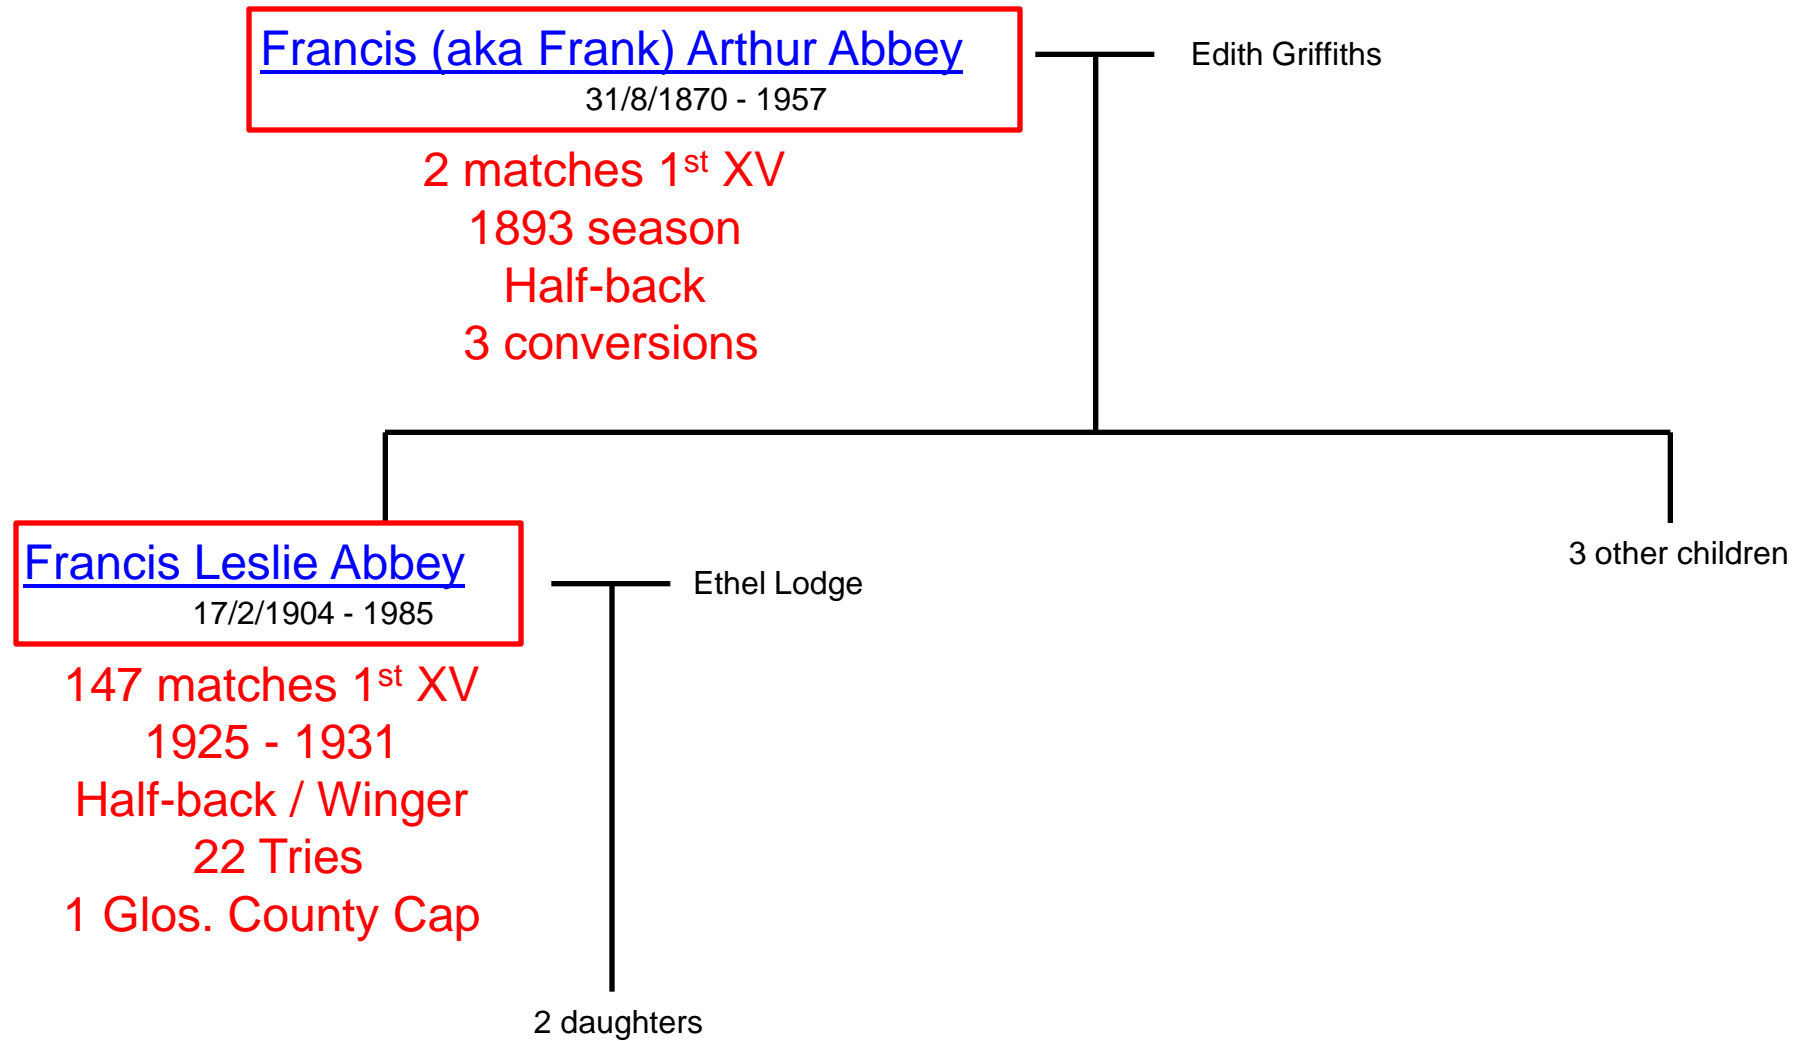 Francis (aka Frank) Arthur Abbey
31/8/1870 - 1957
Edith Griffiths
2 matches 1st XV
1893 season
Half-back
3 conversions
Francis Leslie Abbey
17/2/1904 - 1985
Ethel Lodge
3 other children
147 matches 1st XV
1925 - 1931
Half-back / Winger
22 Tries
1 Glos. County Cap
2 daughters